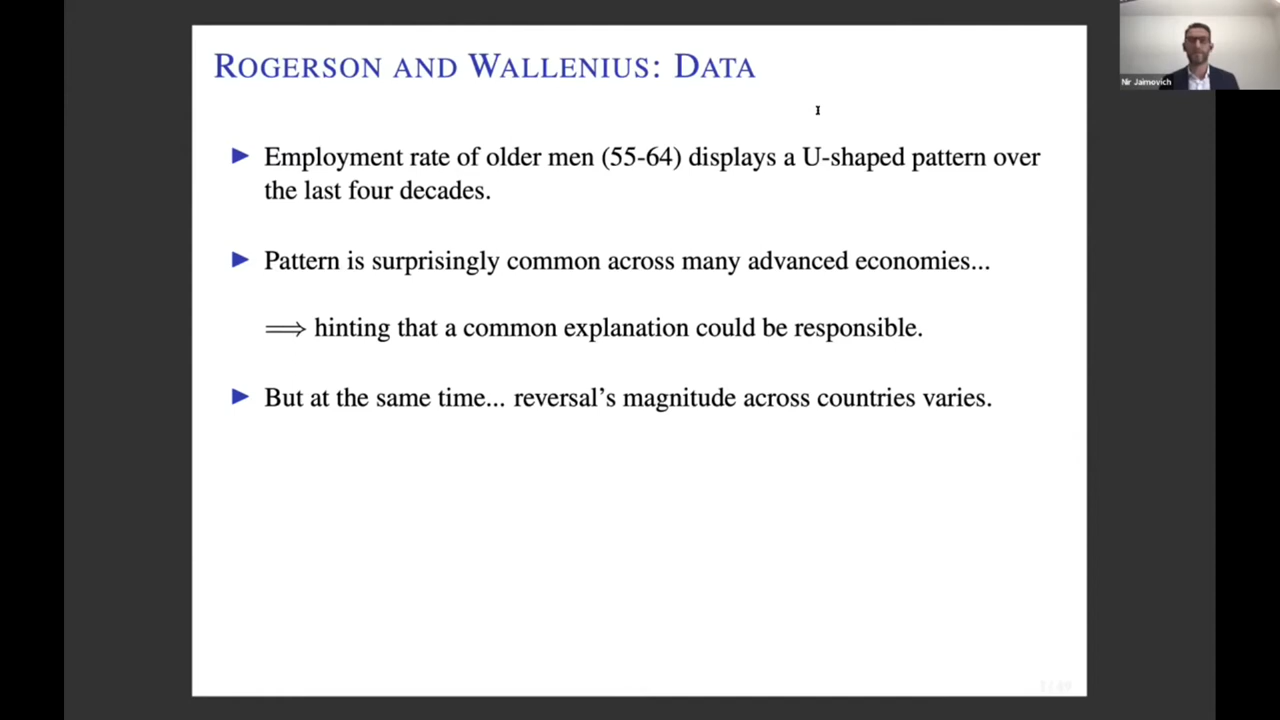 ROGERSON AND WALLENIUS: DATA
Nir Jaimovich
▶ Employment rate of older men (55-64) displays a U-shaped pattern over
the last four decades.
▶ Pattern is surprisingly common across many advanced economies...
⟹ hinting that a common explanation could be responsible.
▶ But at the same time... reversal's magnitude across countries varies.